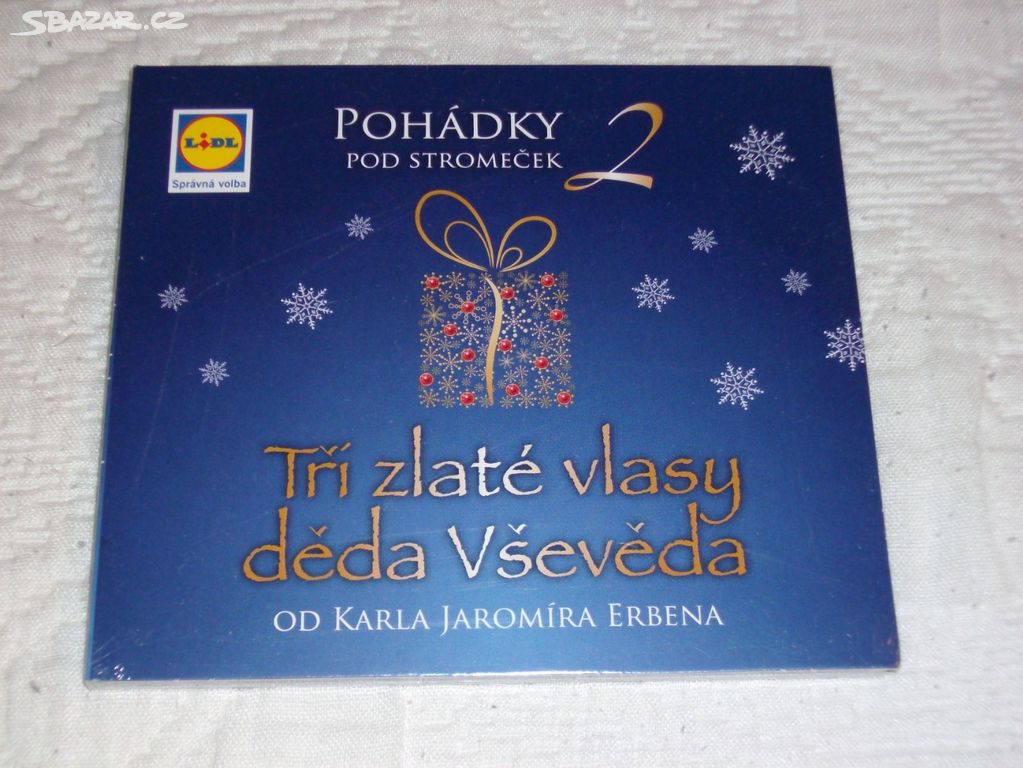 SBAZAR.CZ
LIDL
Správná volba
POHÁDKY
POD STROMEČEK
2
Tři zlaté vlasy
děda Vševěda
OD KARLA JAROMÍRA ERBENA